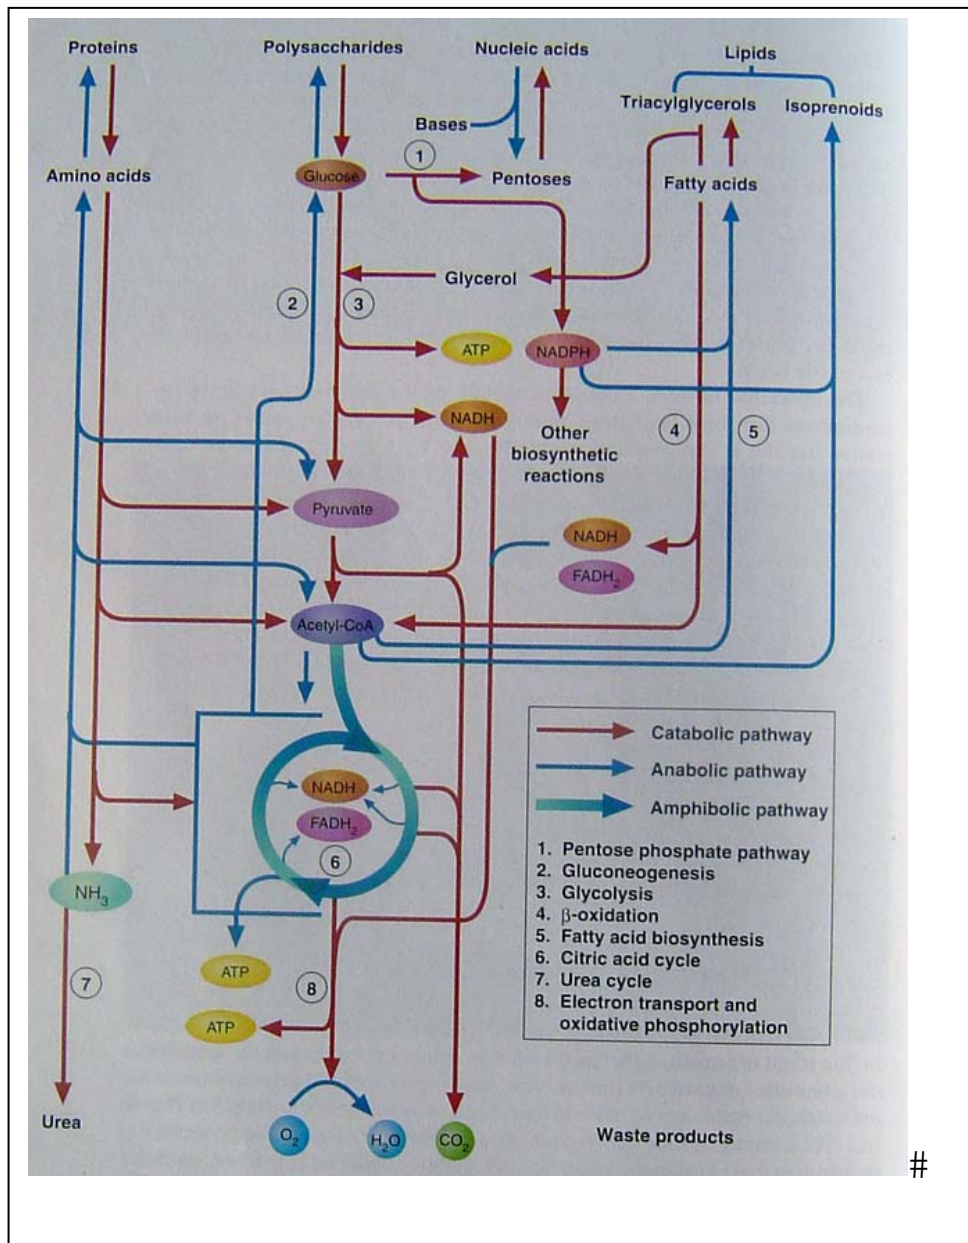 Proteins
Polysaccharides
Nucleic acids
Lipids
Triacylglycerols
Isoprenoids
Bases
1
Amino acids
Glucose
Pentoses
Fatty acids
Glycerol
2
3
ATP
NADPH
NADH
Other
biosynthetic
reactions
4
5
Pyruvate
NADH
FADH2
Acetyl-CoA
NADH
FADH2
6
NH3
ATP
7
8
ATP
Urea
O2
H2O
CO2
Waste products
Catabolic pathway
Anabolic pathway
Amphibolic pathway
1. Pentose phosphate pathway
2. Gluconeogenesis
3. Glycolysis
4. β-oxidation
5. Fatty acid biosynthesis
6. Citric acid cycle
7. Urea cycle
8. Electron transport and
oxidative phosphorylation
#